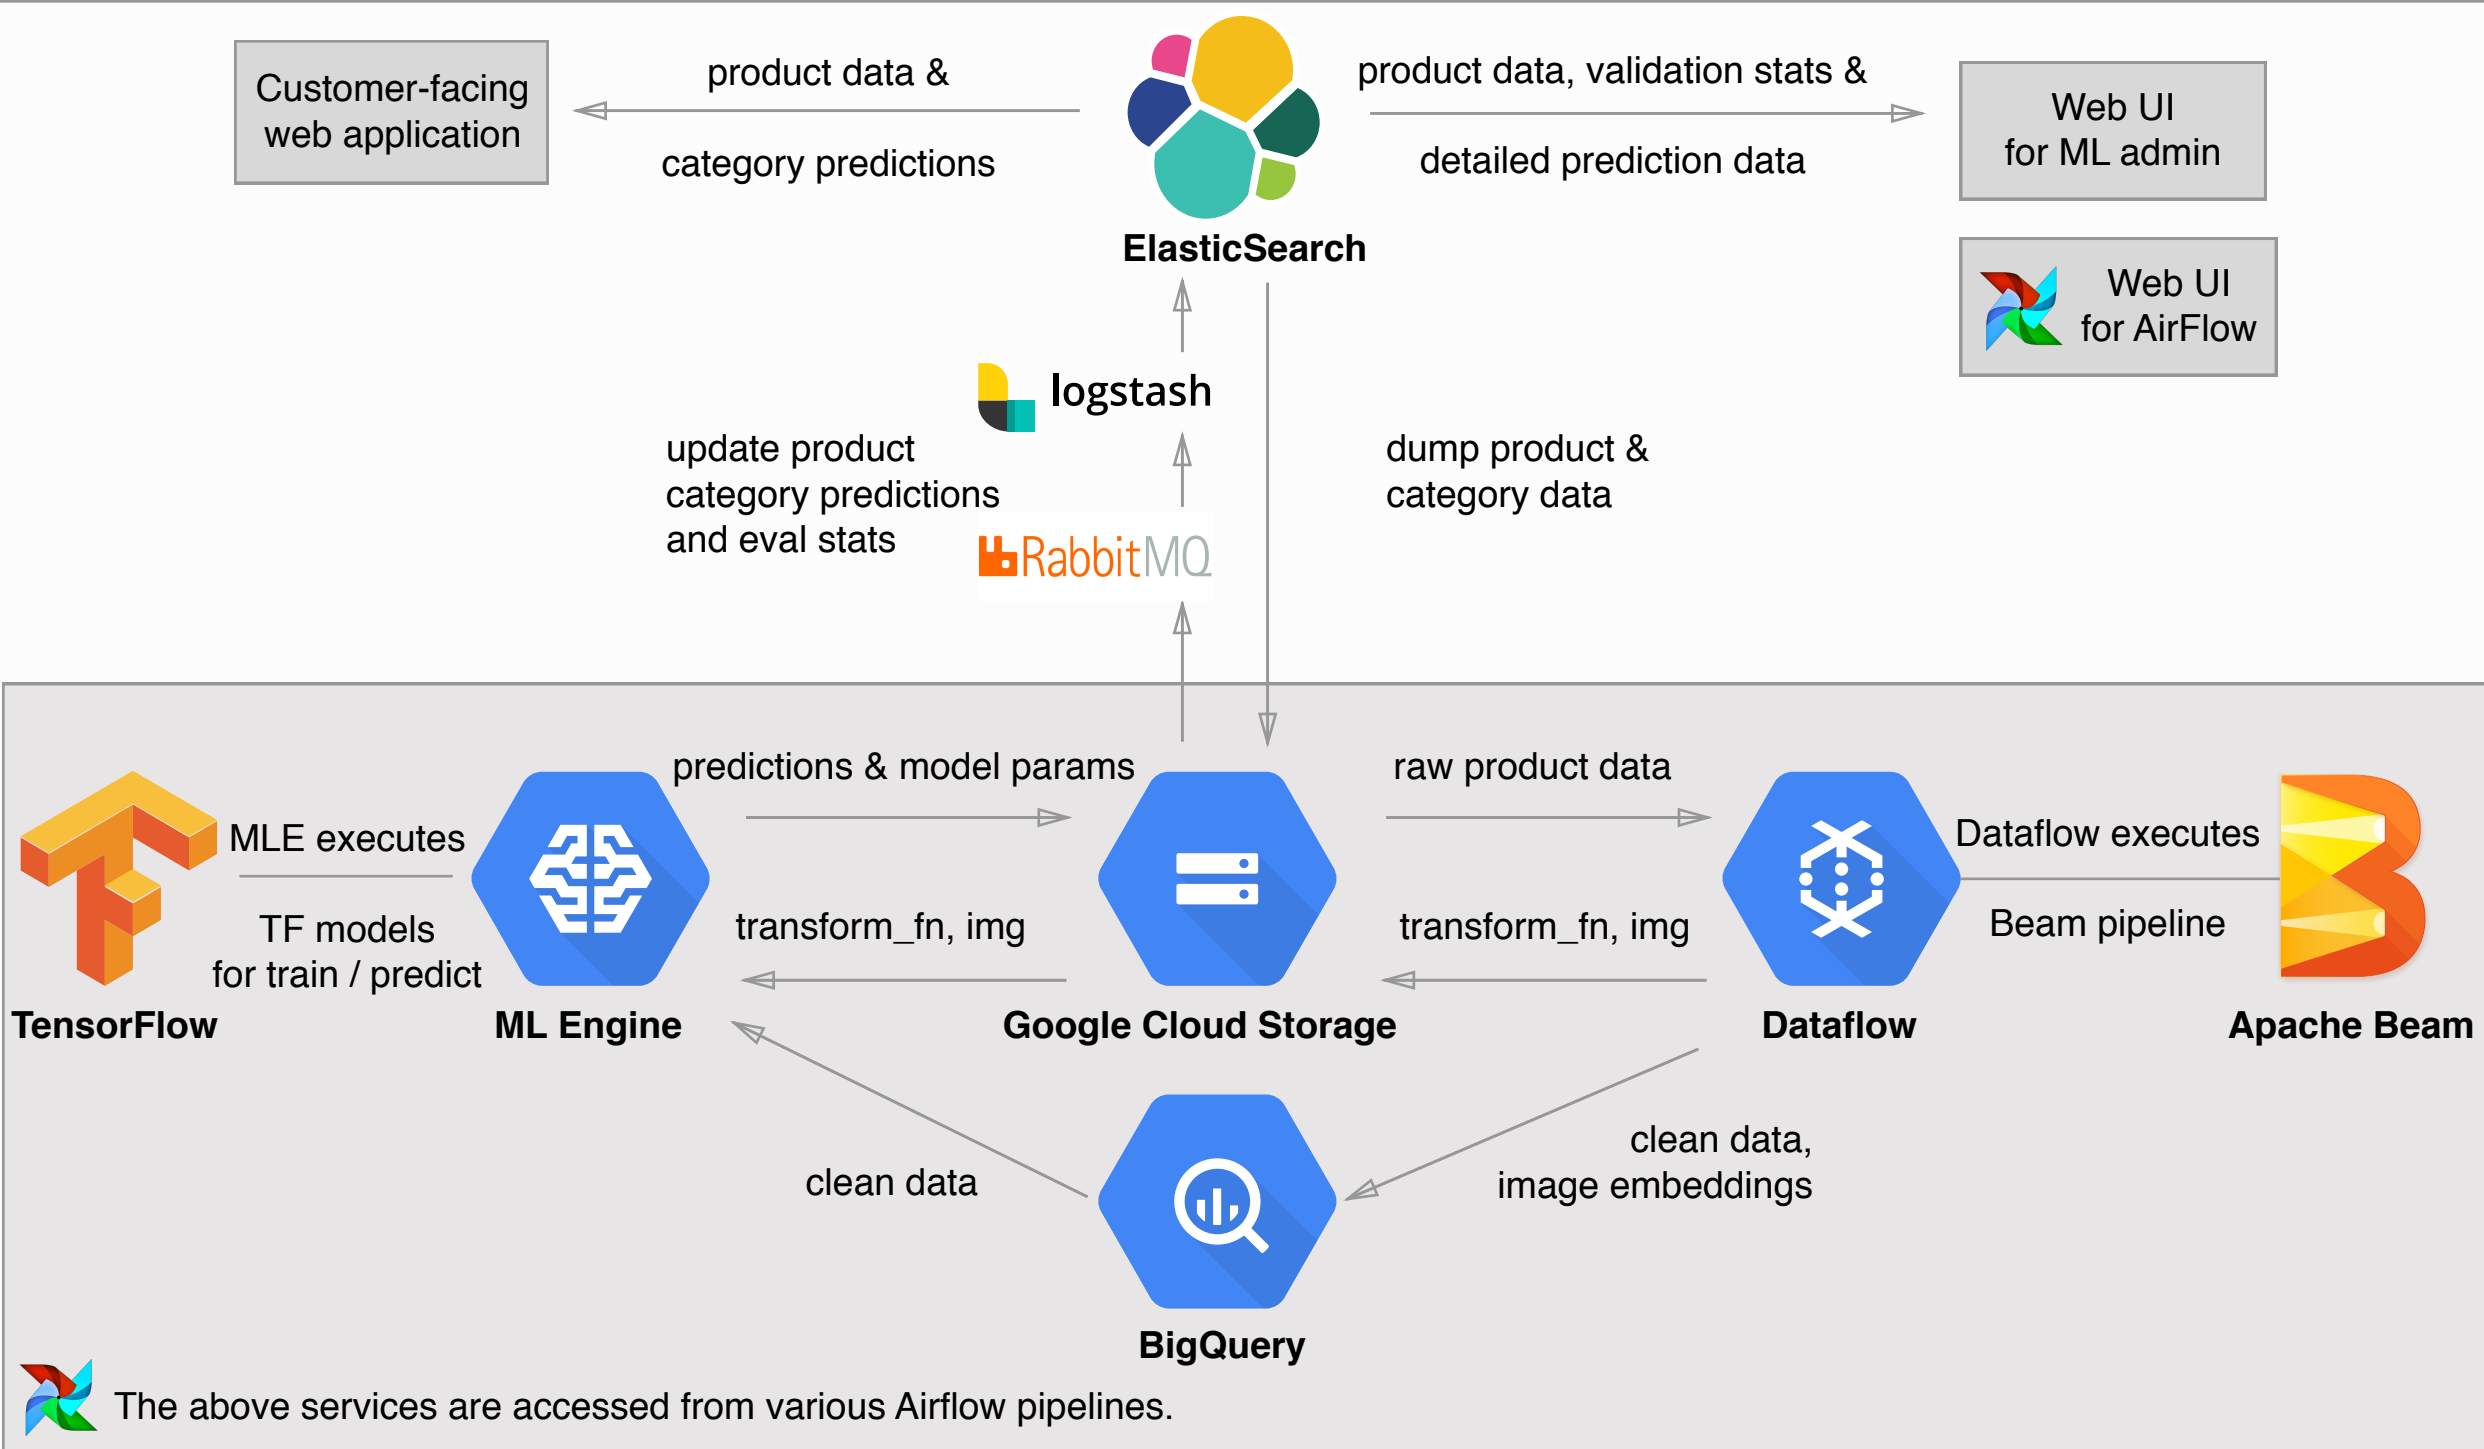 Customer-facing
web application
product data &
category predictions
ElasticSearch
product data, validation stats &
detailed prediction data
Web UI
for ML admin
Web UI
for AirFlow
logstash
update product
category predictions
and eval stats
RabbitMQ
dump product &
category data
predictions & model params
raw product data
MLE executes
TF models
for train / predict
transform_fn, img
transform_fn, img
Dataflow executes
Beam pipeline
TensorFlow
ML Engine
Google Cloud Storage
Dataflow
Apache Beam
clean data
clean data,
image embeddings
BigQuery
The above services are accessed from various Airflow pipelines.